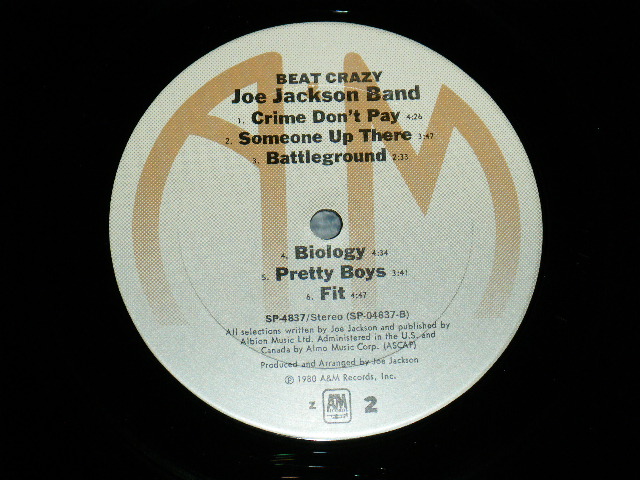 BEAT CRAZY
Joe Jackson Band
1. Crime Don't Pay 4:26
2. Someone Up There 3:47
3. Battleground 2:33
4. Biology 4:34
5. Pretty Boys 3:41
6. Fit 4:47
SP-4837/Stereo (SP-04837-B)
All selections written by Joe Jackson and published by
Albion Music Ltd. Administered in the U.S. and
Canada by Almo Music Corp. (ASCAP)
Produced and Arranged by Joe Jackson
℗ 1980 A&M Records, Inc.
Z A&M 2